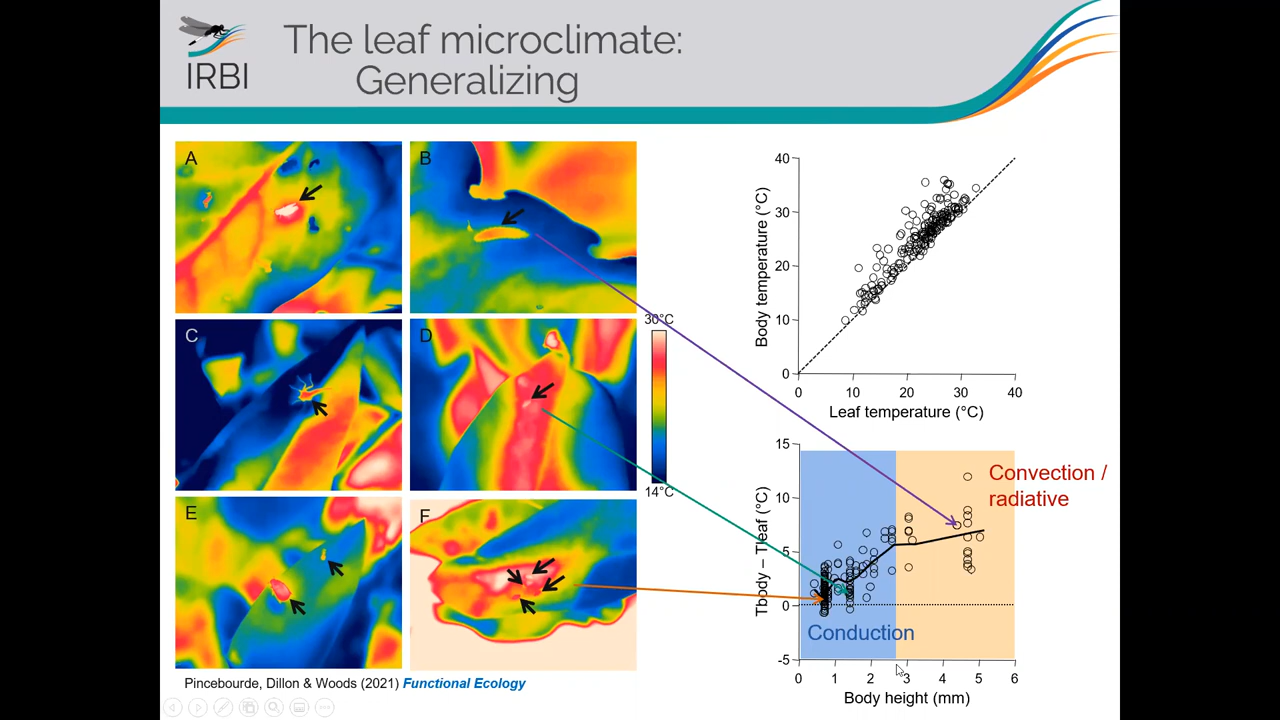 IRBI
The leaf microclimate:
Generalizing
A
B
C
D
E
F
30°C
14°C
40
30
20
10
0
Body temperature (°C)
0 10 20 30 40
Leaf temperature (°C)
15
10
5
0
-5
Tbody – Tleaf (°C)
Convection /
radiative
Conduction
0 1 2 3 4 5 6
Body height (mm)
Pincebourde, Dillon & Woods (2021) Functional Ecology